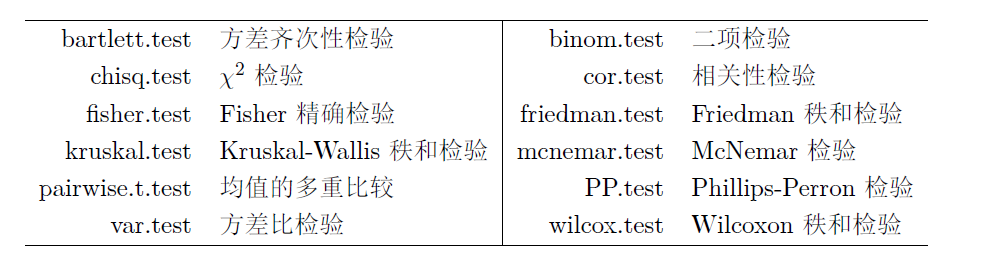 bartlett.test 方差齐次性检验 binom.test 二项检验
chisq.test χ² 检验 cor.test 相关性检验
fisher.test Fisher 精确检验 friedman.test Friedman 秩和检验
kruskal.test Kruskal-Wallis 秩和检验 mcnemar.test McNemar 检验
pairwise.t.test 均值的多重比较 PP.test Phillips-Perron 检验
var.test 方差比检验 wilcox.test Wilcoxon 秩和检验